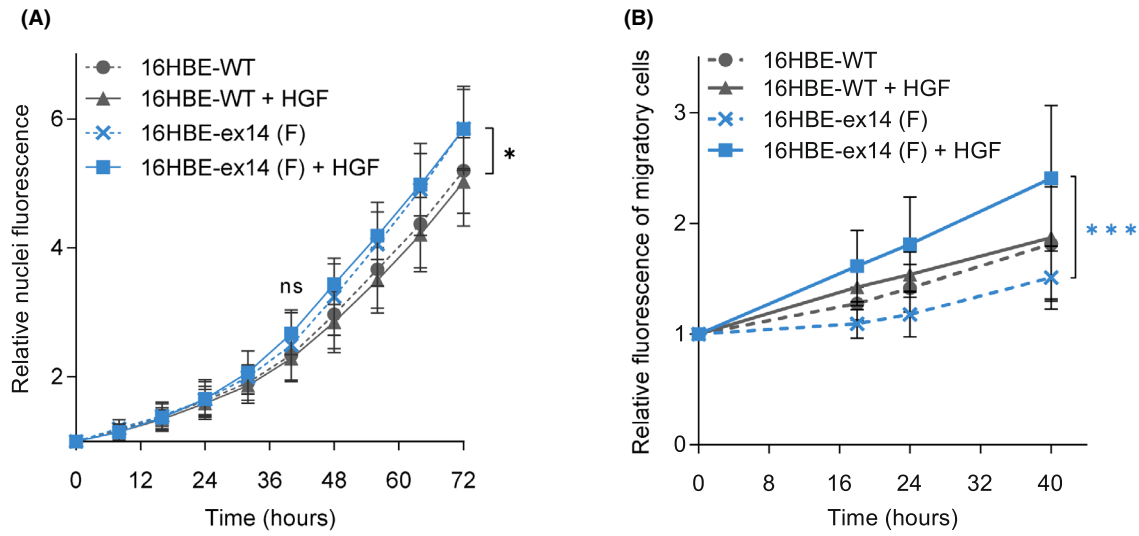 (A)
16HBE-WT
16HBE-WT + HGF
16HBE-ex14 (F)
16HBE-ex14 (F) + HGF
Relative nuclei fluorescence
6
4
2
ns
*
0 12 24 36 48 60 72
Time (hours)
(B)
16HBE-WT
16HBE-WT + HGF
16HBE-ex14 (F)
16HBE-ex14 (F) + HGF
Relative fluorescence of migratory cells
3
2
1
0
* * *
0 8 16 24 32 40
Time (hours)